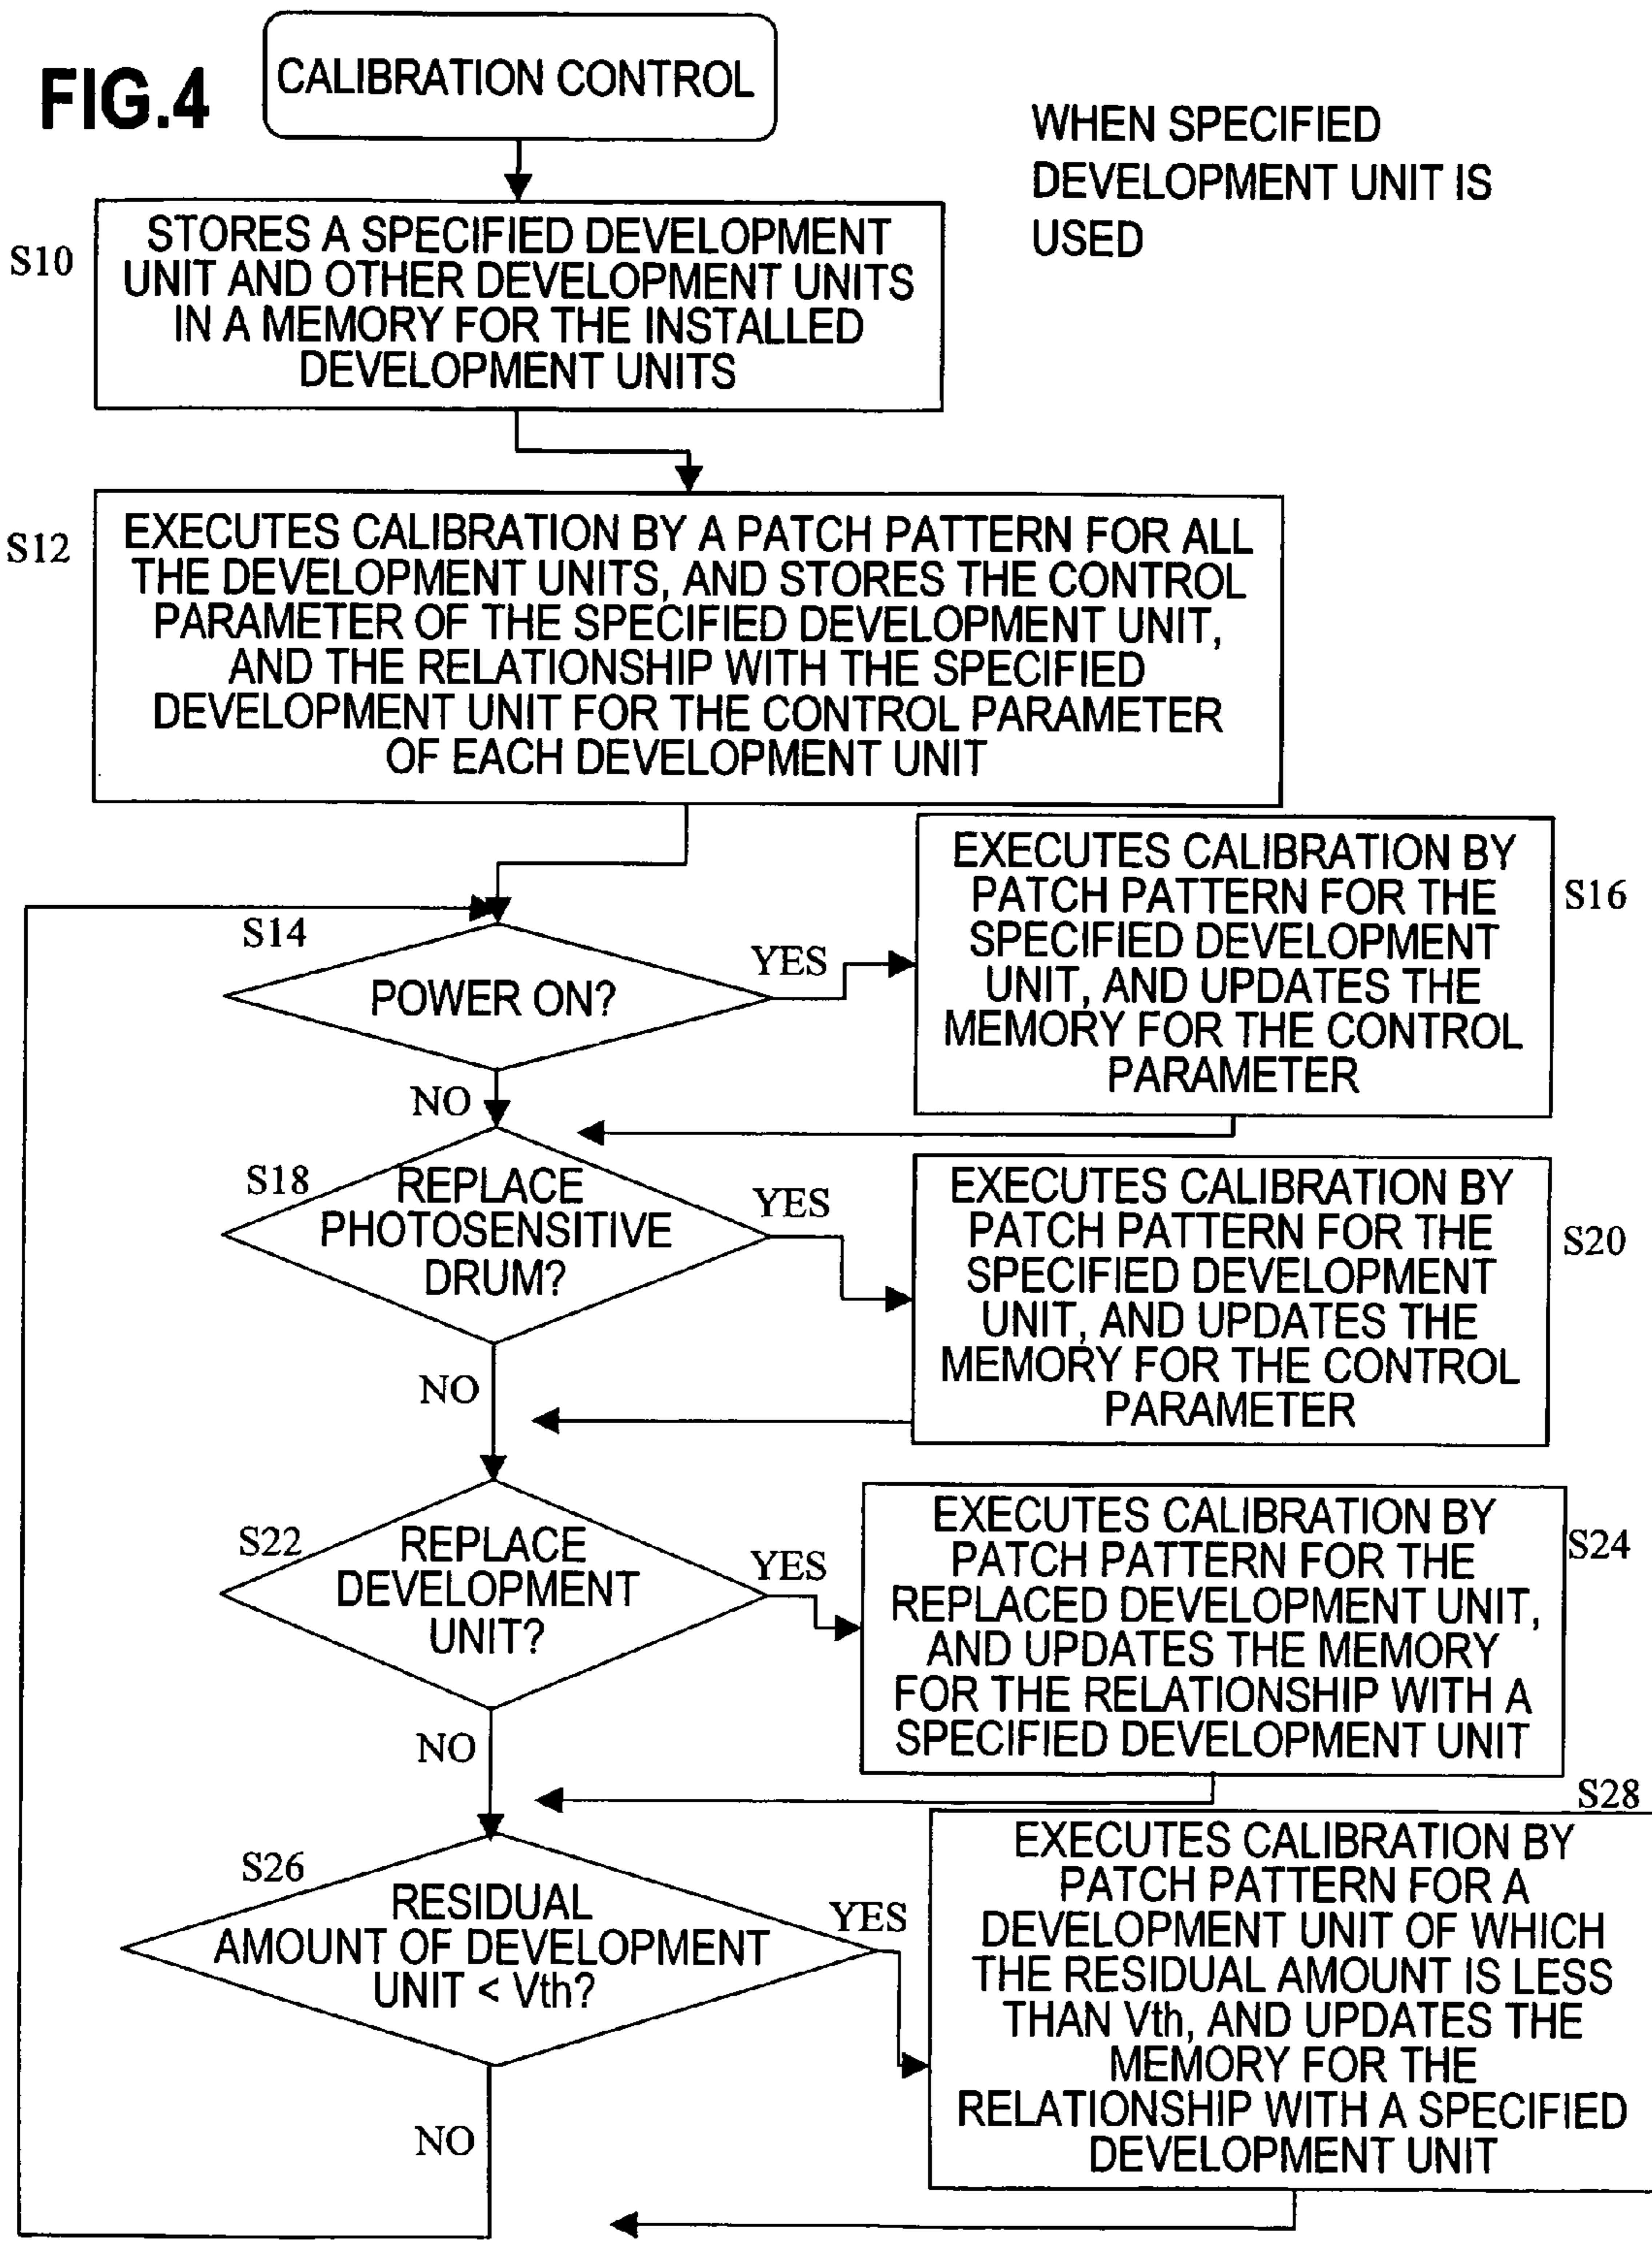 FIG.4
CALIBRATION CONTROL
WHEN SPECIFIED
DEVELOPMENT UNIT IS
USED
S10
STORES A SPECIFIED DEVELOPMENT
UNIT AND OTHER DEVELOPMENT UNITS
IN A MEMORY FOR THE INSTALLED
DEVELOPMENT UNITS
S12
EXECUTES CALIBRATION BY A PATCH PATTERN FOR ALL
THE DEVELOPMENT UNITS, AND STORES THE CONTROL
PARAMETER OF THE SPECIFIED DEVELOPMENT UNIT,
AND THE RELATIONSHIP WITH THE SPECIFIED
DEVELOPMENT UNIT FOR THE CONTROL PARAMETER
OF EACH DEVELOPMENT UNIT
S14
POWER ON?
YES
NO
EXECUTES CALIBRATION BY
PATCH PATTERN FOR THE
SPECIFIED DEVELOPMENT
UNIT, AND UPDATES THE
MEMORY FOR THE CONTROL
PARAMETER
S16
S18
REPLACE
PHOTOSENSITIVE
DRUM?
YES
NO
EXECUTES CALIBRATION BY
PATCH PATTERN FOR THE
SPECIFIED DEVELOPMENT
UNIT, AND UPDATES THE
MEMORY FOR THE CONTROL
PARAMETER
S20
S22
REPLACE
DEVELOPMENT
UNIT?
YES
NO
EXECUTES CALIBRATION BY
PATCH PATTERN FOR THE
REPLACED DEVELOPMENT UNIT,
AND UPDATES THE MEMORY
FOR THE RELATIONSHIP WITH A
SPECIFIED DEVELOPMENT UNIT
S24
S26
RESIDUAL
AMOUNT OF DEVELOPMENT
UNIT < Vth?
YES
NO
S28
EXECUTES CALIBRATION BY
PATCH PATTERN FOR A
DEVELOPMENT UNIT OF WHICH
THE RESIDUAL AMOUNT IS LESS
THAN Vth, AND UPDATES THE
MEMORY FOR THE
RELATIONSHIP WITH A SPECIFIED
DEVELOPMENT UNIT